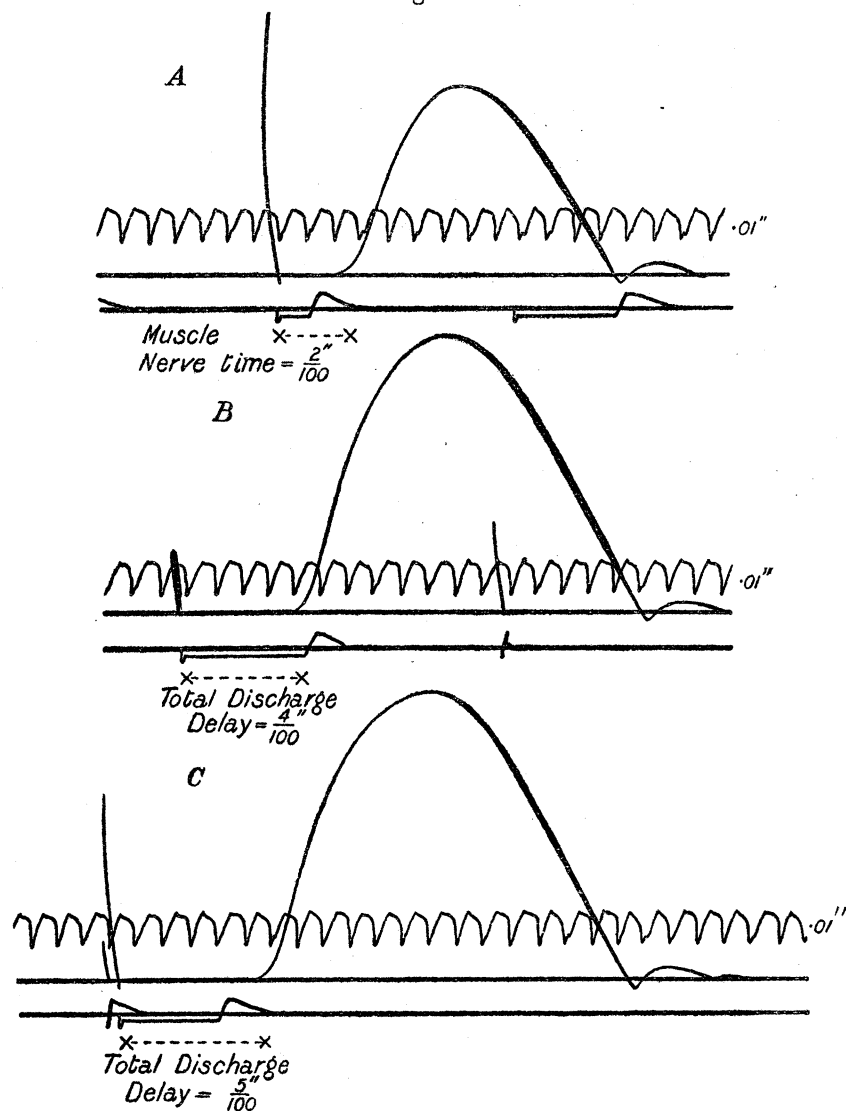 A
·01"
Muscle
Nerve time = 2"/100
B
·01"
Total Discharge
Delay = 4"/100
C
·01"
Total Discharge
Delay = 5"/100